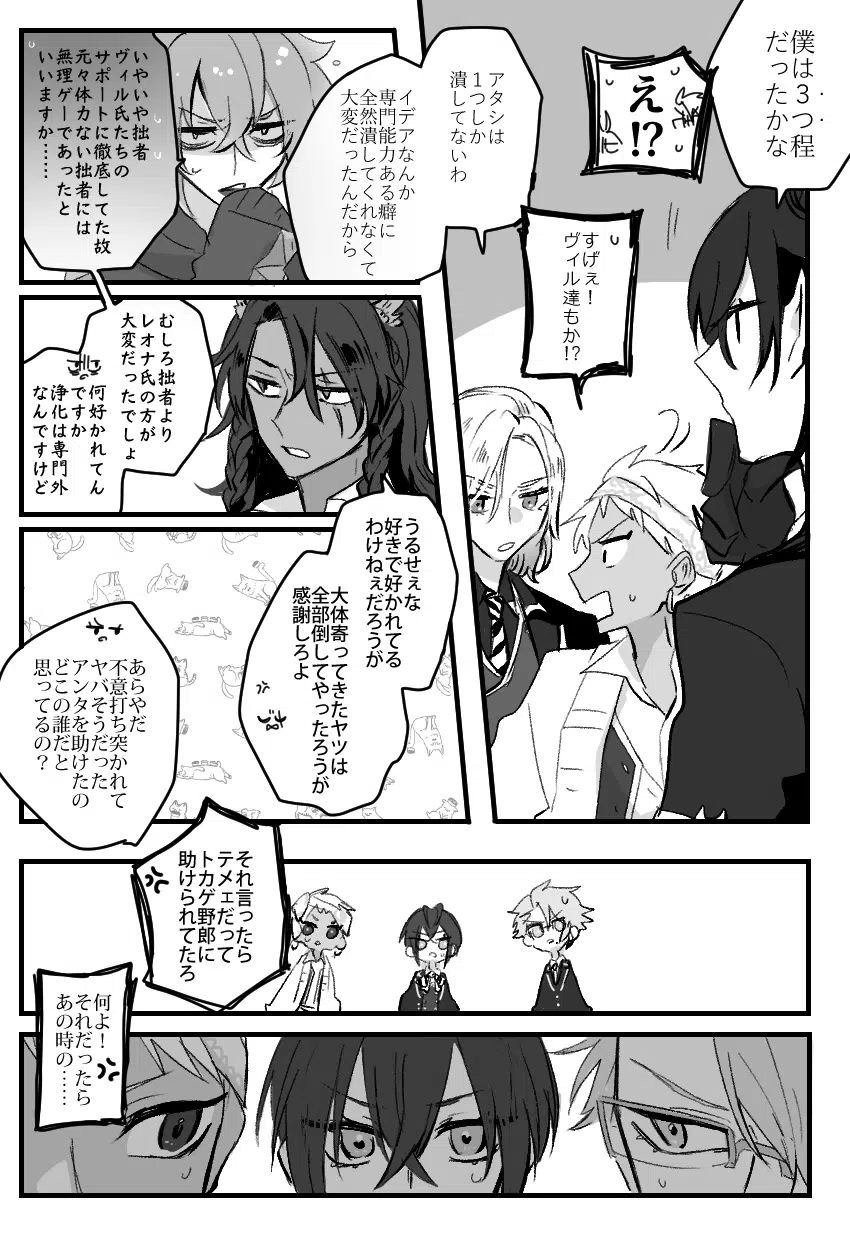 僕は３つ程
だったかな
え!?
すげぇ！
ヴィル達もか!?
アタシは
１つしか
潰してないわ
イデアなんか
専門能力ある癖に
全然潰してくれなくて
大変だったんだから
いやいや拙者
ヴィル氏たちの
サポートに徹底してた故
元々体力ない拙者には
無理ゲーであったと
いいますか……
むしろ拙者より
レオナ氏の方が
大変だったでしょ
何好かれてん
ですか
浄化は専門外
なんですけど
うるせぇな
好きで好かれてる
わけねぇだろうが
大体寄ってきたヤツは
全部倒してやったろうが
感謝しろよ
あらやだ
不意打ち突かれて
ヤバそうだった
アンタを助けたの
どこの誰だと
思ってるの？
それ言ったら
テメェだって
トカゲ野郎に
助けられてたろ
何よ！
それだったら
あの時の……